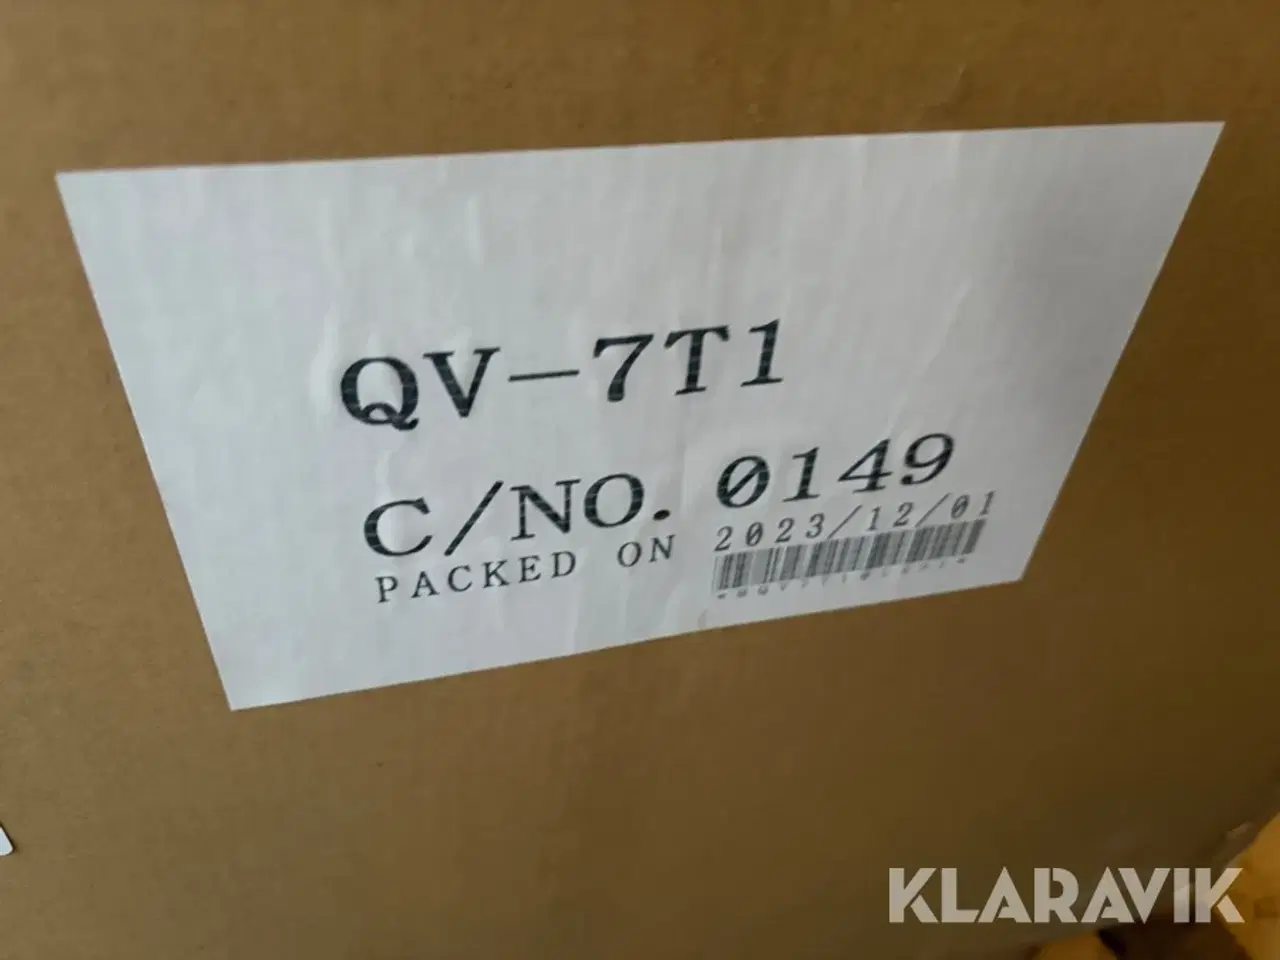 QV-7T1
C/NO. 0149
PACKED ON 2023/12/01
KLARAVIK